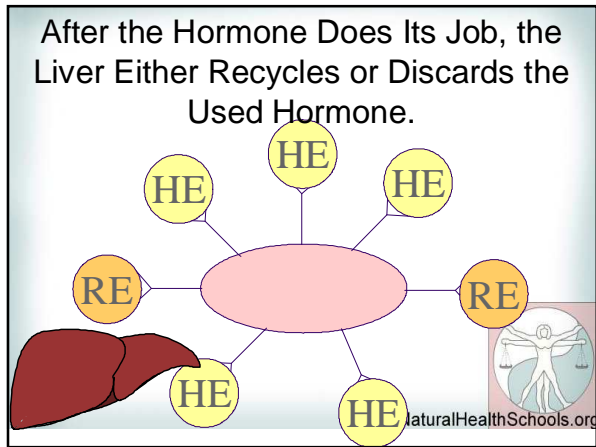 After the Hormone Does Its Job, the
Liver Either Recycles or Discards the
Used Hormone.
HE
HE
HE
RE
RE
HE
HE
NaturalHealthSchools.org